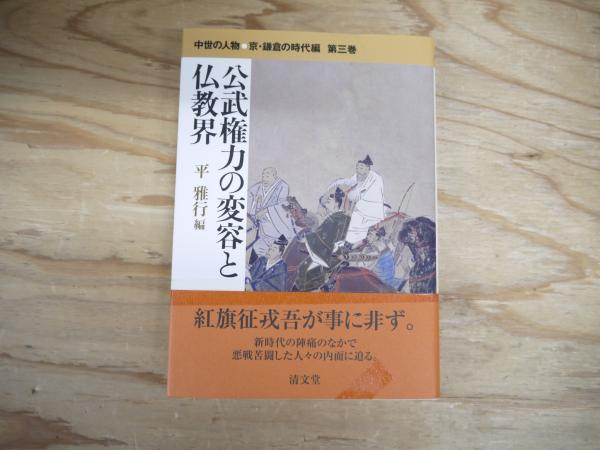 中世の人物●京・鎌倉の時代編 第三巻
公武権力の変容と
仏教界
平 雅行 編
紅旗征戎吾が事に非ず。
新時代の陣痛のなかで
悪戦苦闘した人々の内面に迫る。
清文堂